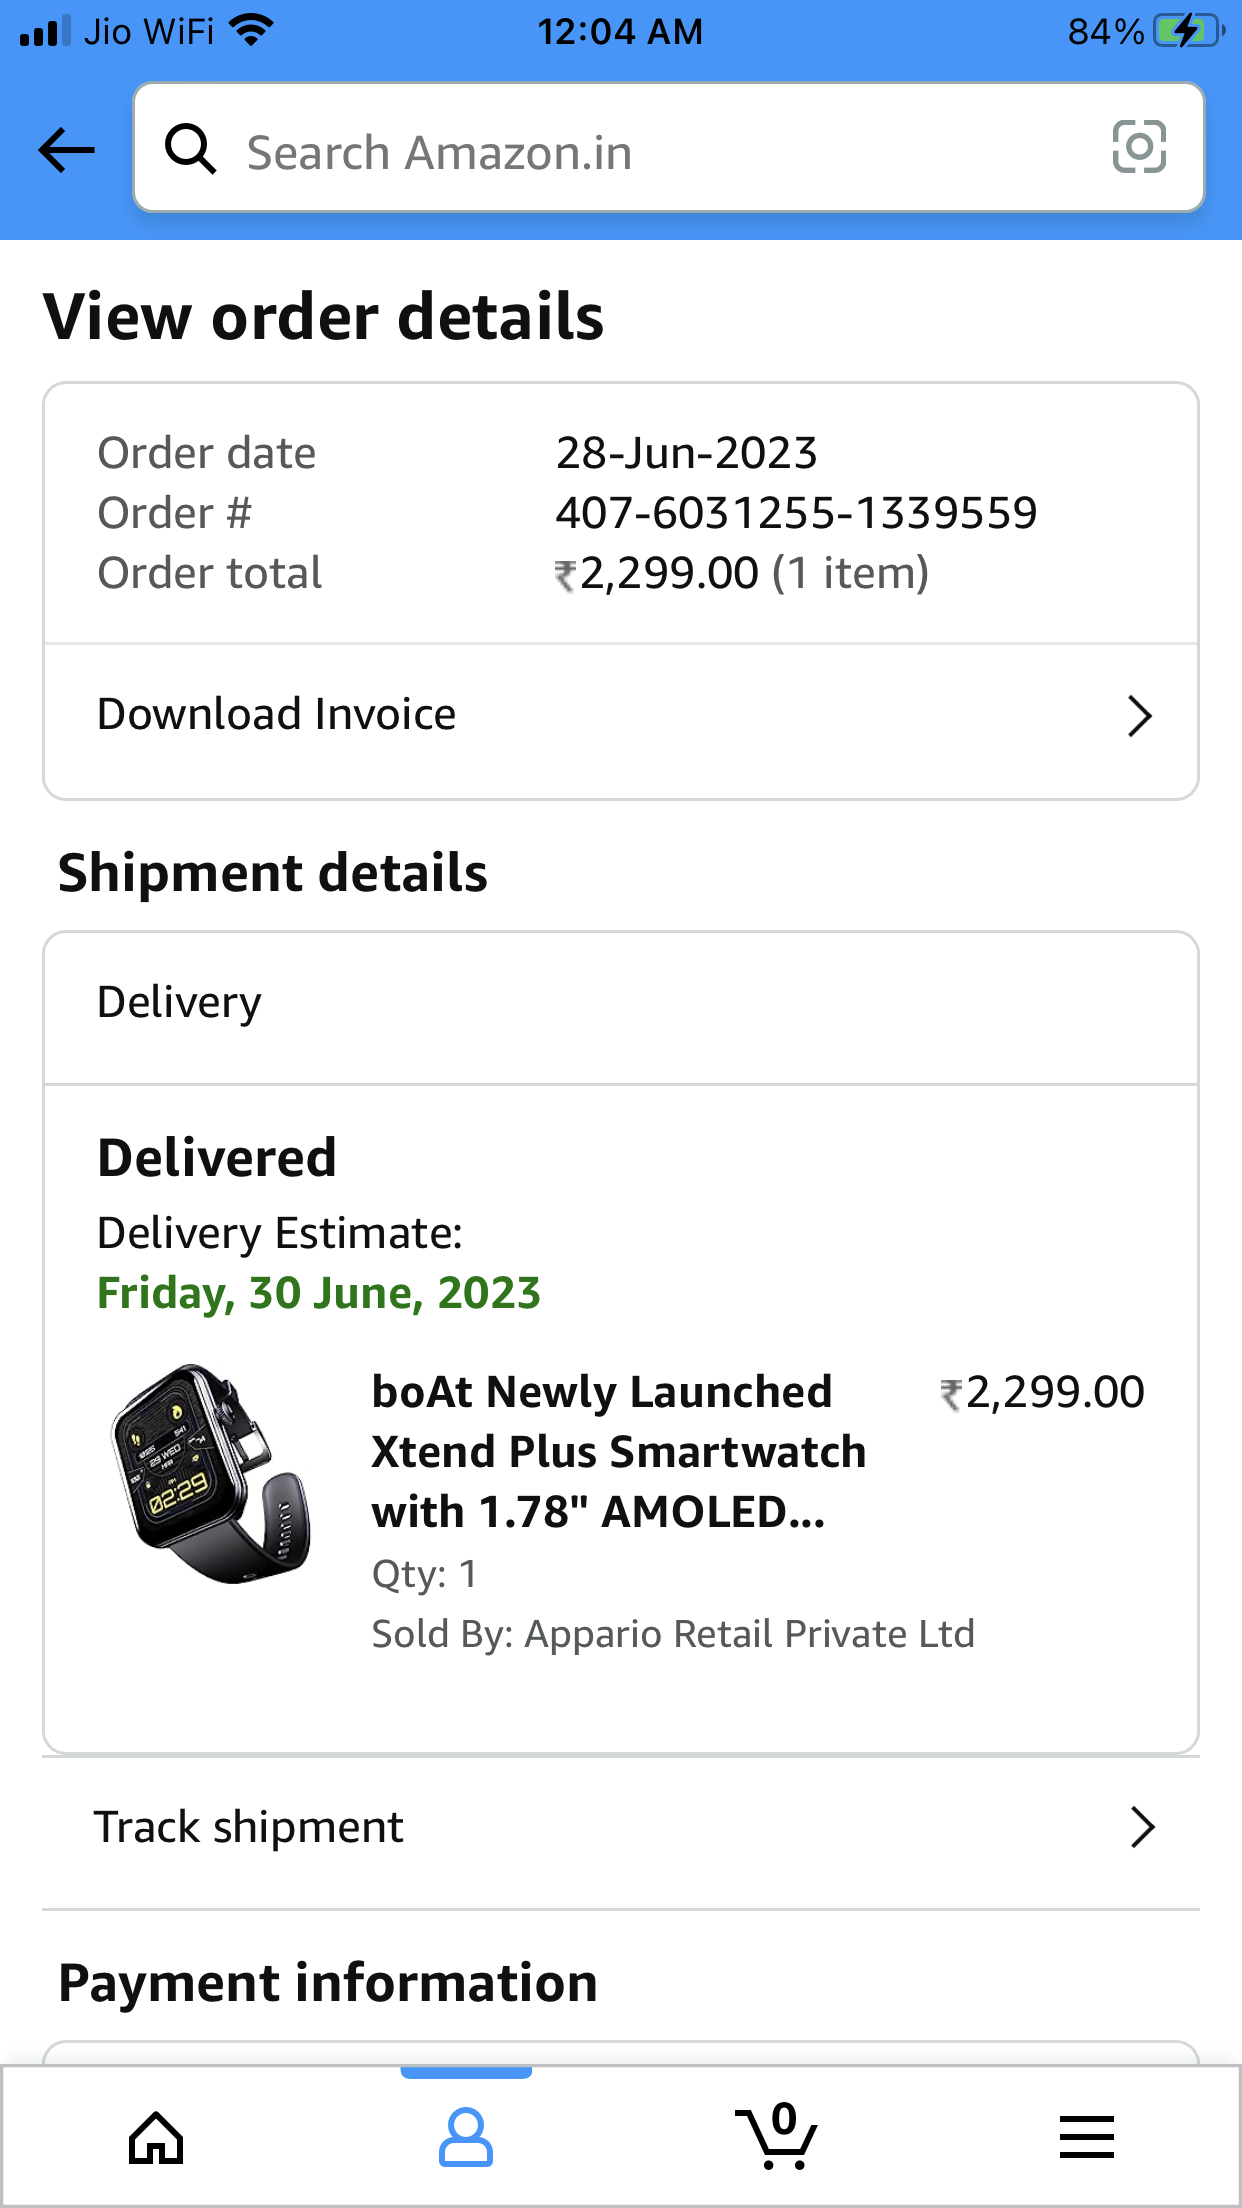 Jio WiFi 12:04 AM 84%
Search Amazon.in
View order details
Order date 28-Jun-2023
Order # 407-6031255-1339559
Order total ₹2,299.00 (1 item)
Download Invoice
Shipment details
Delivery
Delivered
Delivery Estimate:
Friday, 30 June, 2023
boAt Newly Launched ₹2,299.00
Xtend Plus Smartwatch
with 1.78" AMOLED...
Qty: 1
Sold By: Appario Retail Private Ltd
29 WED
02:29
Track shipment
Payment information
0